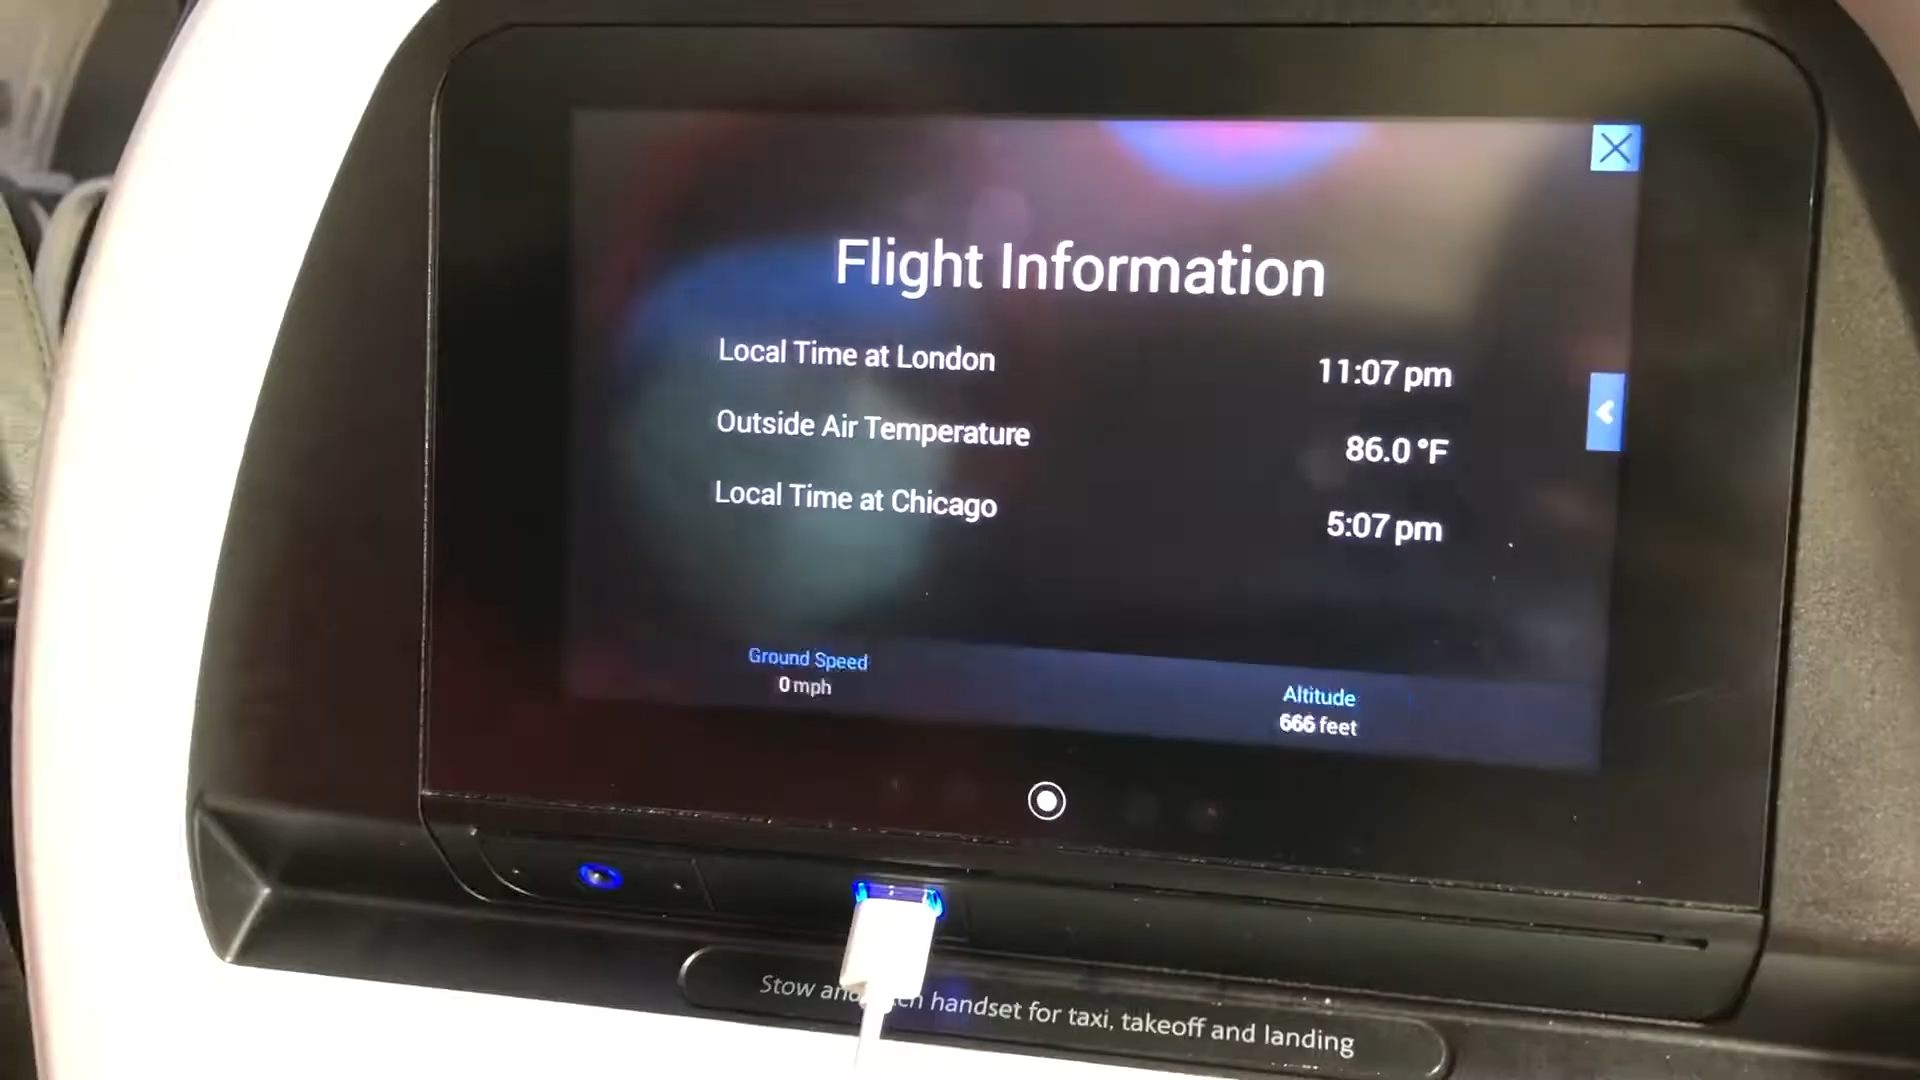 Flight Information
Local Time at London 11:07 pm
Outside Air Temperature 86.0 °F
Local Time at Chicago 5:07 pm
Ground Speed
0 mph
Altitude
666 feet
Stow and handset for taxi, takeoff and landing